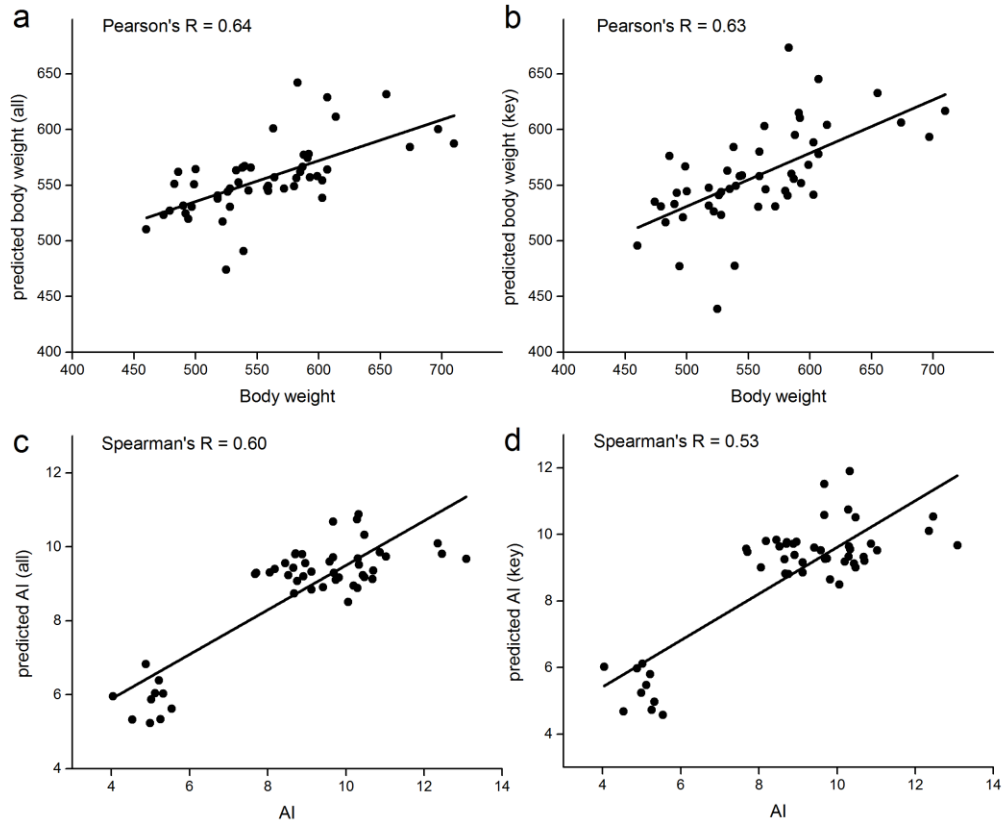 a
Pearson's R = 0.64
predicted body weight (all)
650
600
550
500
450
400
400 450 500 550 600 650 700
Body weight
b
Pearson's R = 0.63
predicted body weight (key)
650
600
550
500
450
400
400 450 500 550 600 650 700
Body weight
c
Spearman's R = 0.60
predicted AI (all)
12
10
8
6
4
4 6 8 10 12 14
AI
d
Spearman's R = 0.53
predicted AI (key)
12
10
8
6
4
4 6 8 10 12 14
AI